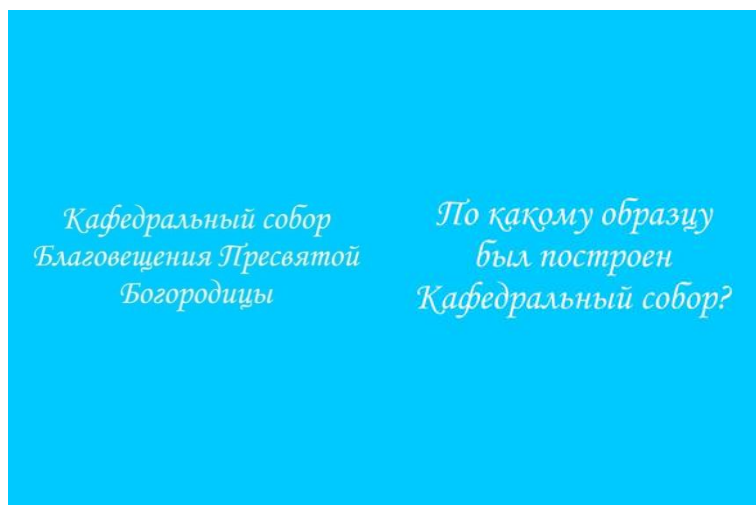 Кафедральный собор
Благовещения Пресвятой
Богородицы
По какому образцу
был построен
Кафедральный собор?